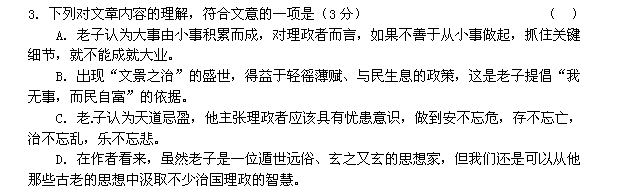 3. 下列对文章内容的理解，符合文意的一项是(3分) （ ）
A. 老子认为大事由小事积累而成，对理政者而言，如果不善于从小事做起，抓住关键
细节，就不能成就大业。
B. 出现“文景之治”的盛世，得益于轻徭薄赋、与民生息的政策，这是老子提倡“我
无事，而民自富”的依据。
C. 老子认为天道忌盈，他主张理政者应该具有忧患意识，做到安不忘危，存不忘亡，
治不忘乱，乐不忘悲。
D. 在作者看来，虽然老子是一位遁世远俗、玄之又玄的思想家，但我们还是可以从他
那些古老的思想中汲取不少治国理政的智慧。